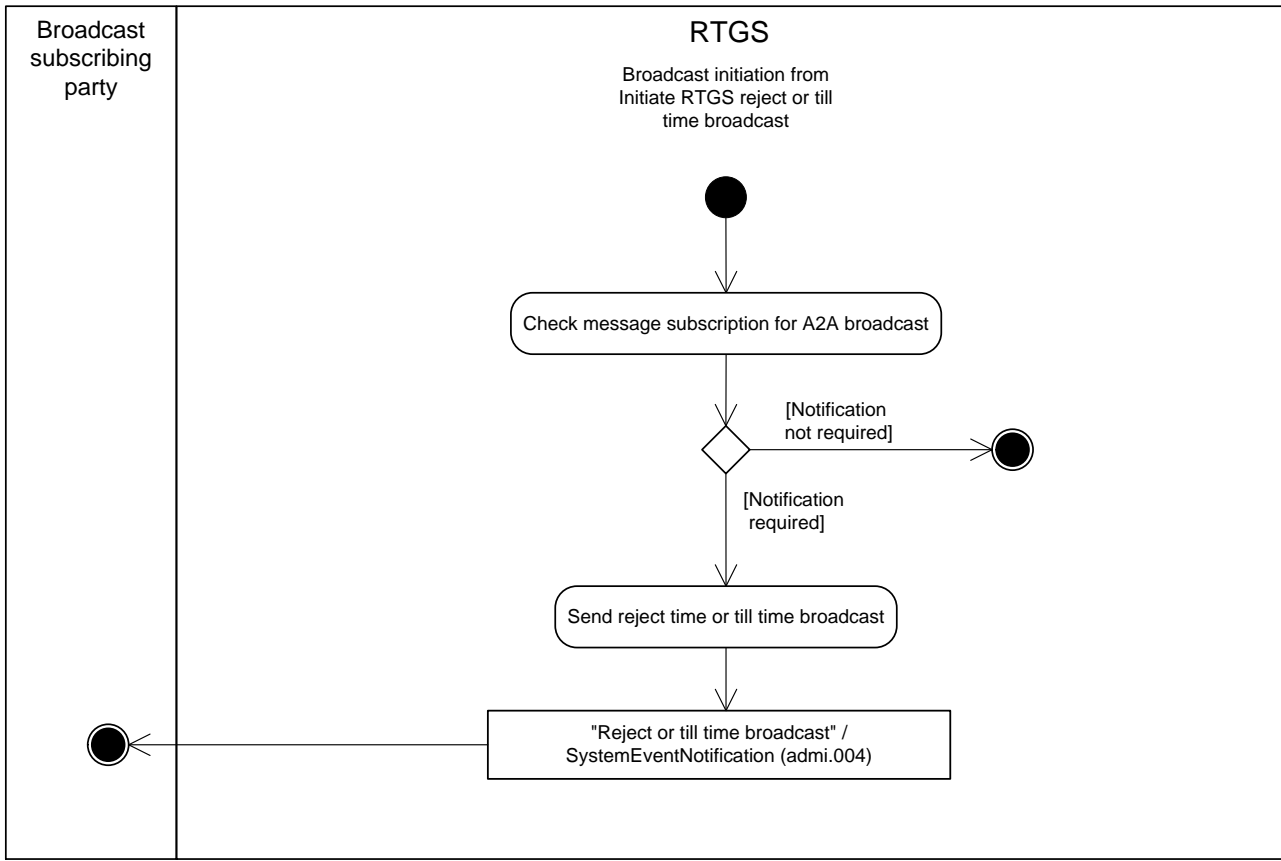 Broadcast
subscribing
party
RTGS
Broadcast initiation from
Initiate RTGS reject or till
time broadcast
Check message subscription for A2A broadcast
[Notification
not required]
[Notification
required]
Send reject time or till time broadcast
"Reject or till time broadcast" /
SystemEventNotification (admi.004)